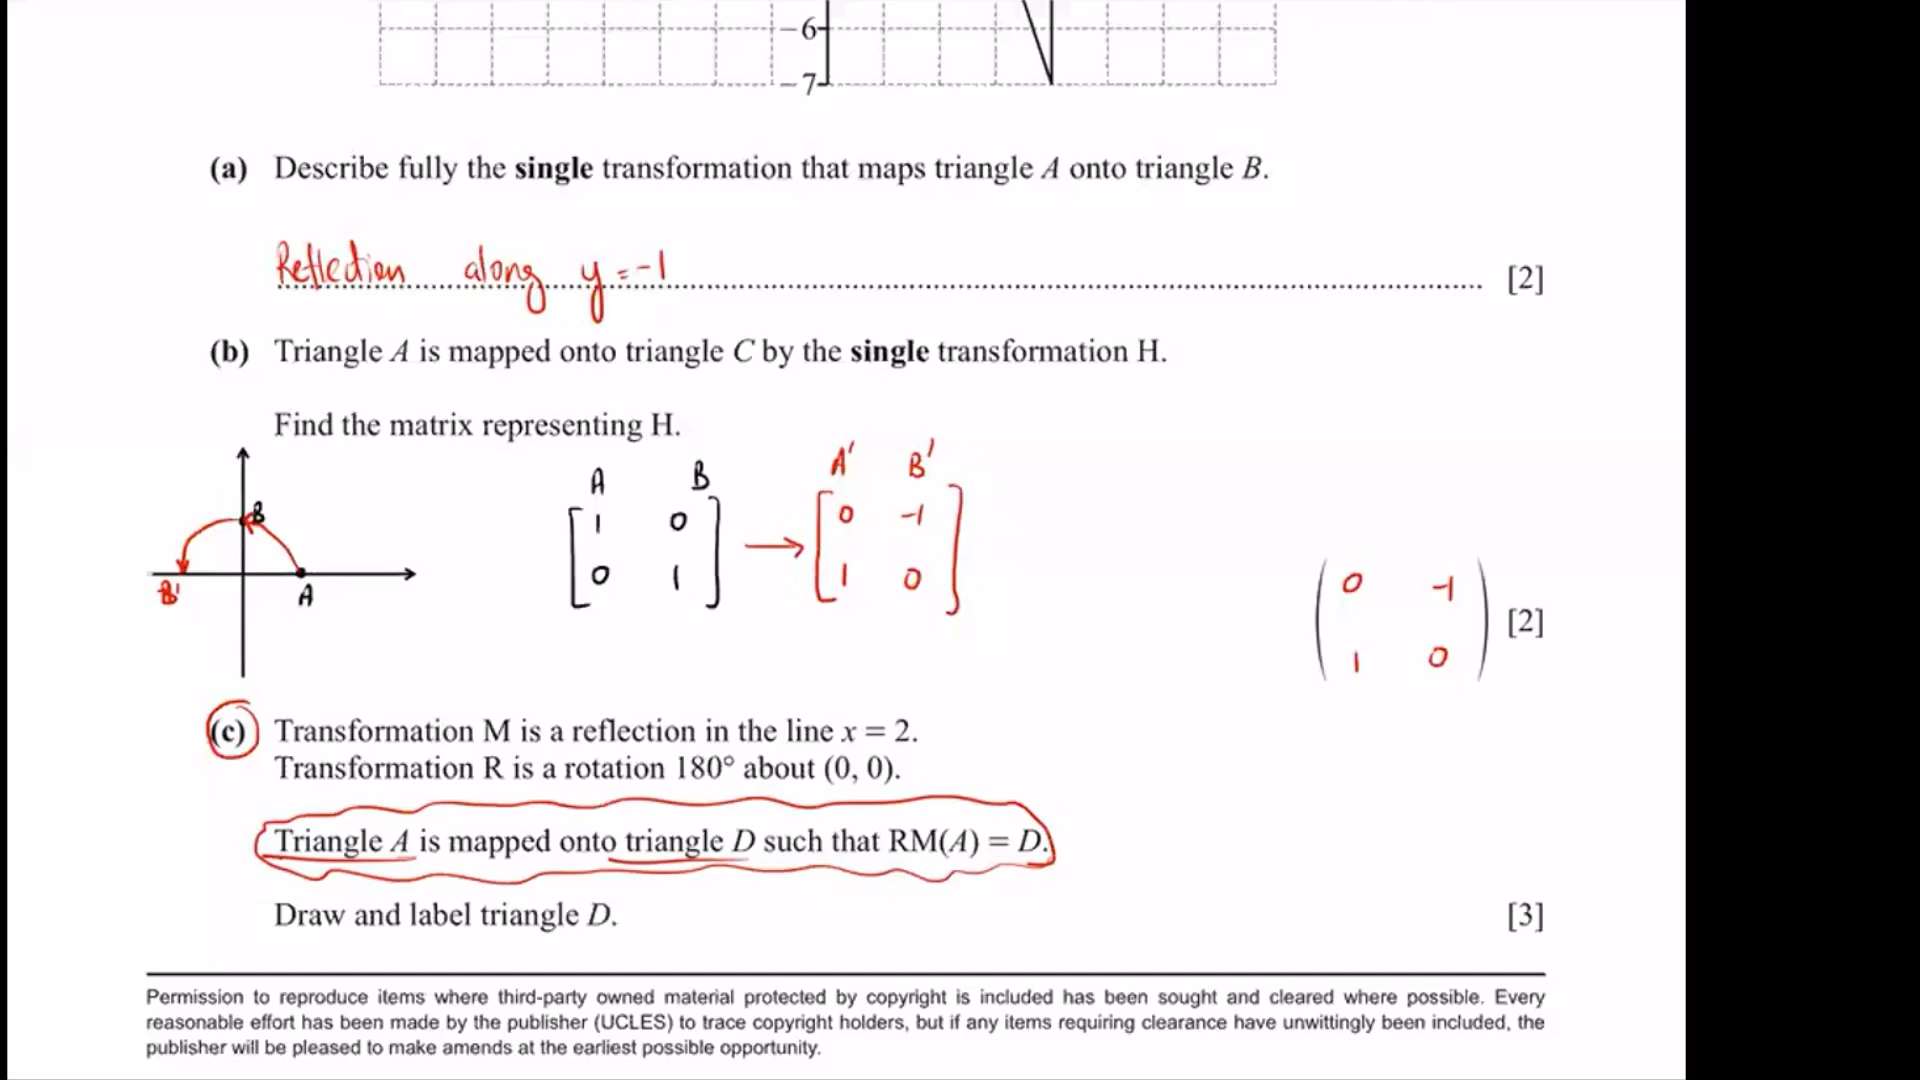 -6
-7
(a) Describe fully the single transformation that maps triangle A onto triangle B.
Reflection along y = -1 [2]
(b) Triangle A is mapped onto triangle C by the single transformation H.
Find the matrix representing H.
A B A' B'
B
1 0 → 0 -1
0 1 1 0
B' A
0 -1
[2]
1 0
(c) Transformation M is a reflection in the line x = 2.
Transformation R is a rotation 180° about (0, 0).
Triangle A is mapped onto triangle D such that RM(A) = D.
Draw and label triangle D. [3]
Permission to reproduce items where third-party owned material protected by copyright is included has been sought and cleared where possible. Every
reasonable effort has been made by the publisher (UCLES) to trace copyright holders, but if any items requiring clearance have unwittingly been included, the
publisher will be pleased to make amends at the earliest possible opportunity.